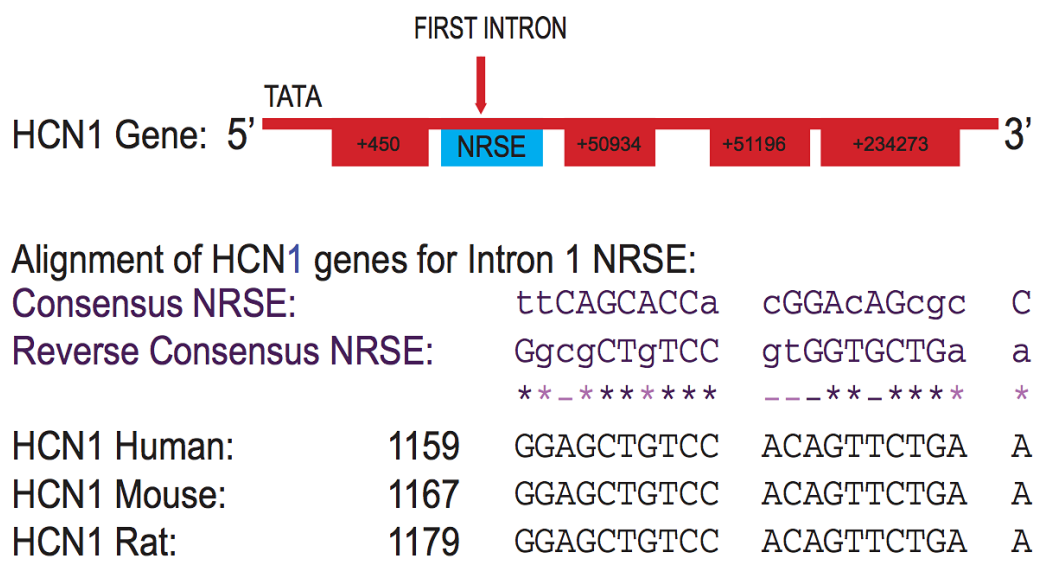 FIRST INTRON
TATA
HCN1 Gene: 5’ 3’
+450 NRSE +50934 +51196 +234273
Alignment of HCN1 genes for Intron 1 NRSE:
Consensus NRSE: ttCAGCACCa cGGAcAGcgc C
Reverse Consensus NRSE: GgcgCTgTCC gtGGTGCTGa a
**-******* ---**-**** *
HCN1 Human: 1159 GGAGCTGTCC ACAGTTCTGA A
HCN1 Mouse: 1167 GGAGCTGTCC ACAGTTCTGA A
HCN1 Rat: 1179 GGAGCTGTCC ACAGTTCTGA A